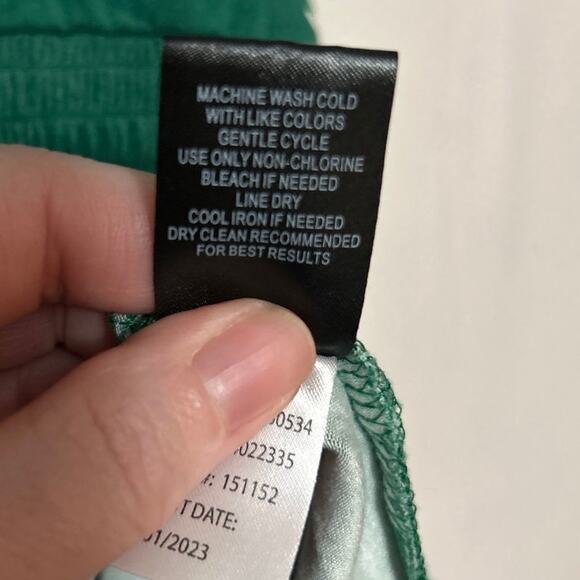 MACHINE WASH COLD
WITH LIKE COLORS
GENTLE CYCLE
USE ONLY NON-CHLORINE
BLEACH IF NEEDED
LINE DRY
COOL IRON IF NEEDED
DRY CLEAN RECOMMENDED
FOR BEST RESULTS
0534
022335
#: 151152
T DATE:
01/2023